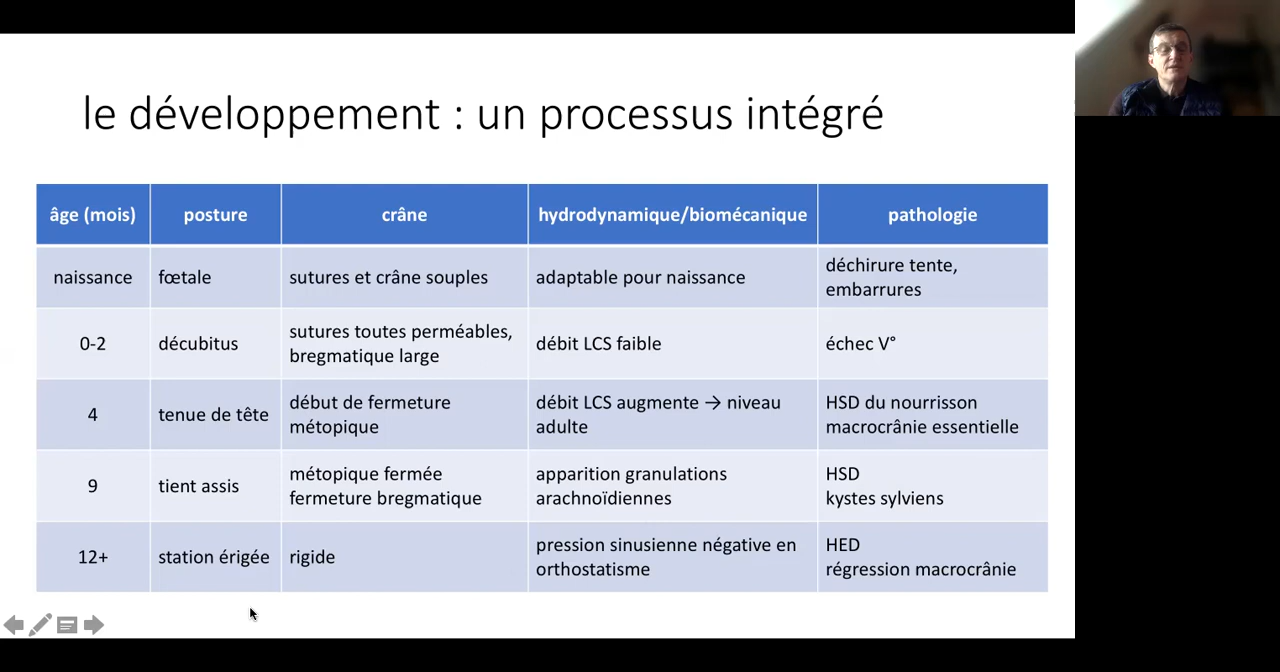 le développement : un processus intégré
âge (mois)
posture
crâne
hydrodynamique/biomécanique
pathologie
naissance
fœtale
sutures et crâne souples
adaptable pour naissance
déchirure tente,
embarrures
0-2
décubitus
sutures toutes perméables,
bregmatique large
débit LCS faible
échec V°
4
tenue de tête
début de fermeture
métopique
débit LCS augmente → niveau
adulte
HSD du nourrisson
macrocrânie essentielle
9
tient assis
métopique fermée
fermeture bregmatique
apparition granulations
arachnoïdiennes
HSD
kystes sylviens
12+
station érigée
rigide
pression sinusienne négative en
orthostatisme
HED
régression macrocrânie